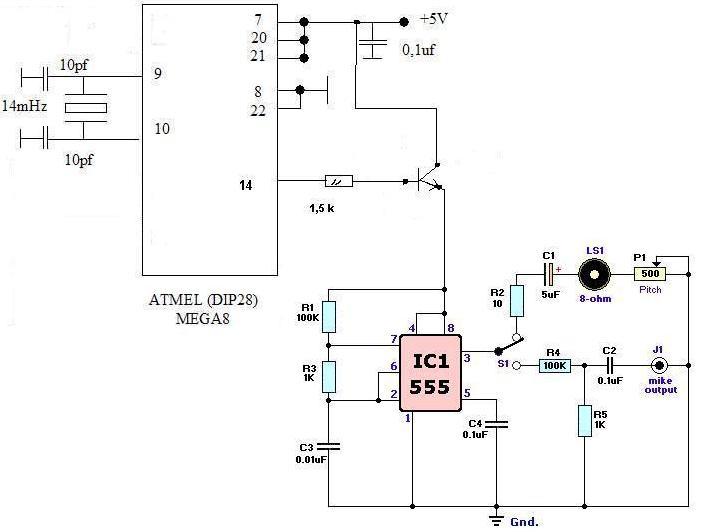 7
+5V
20
21
0,1uf
10pf
9
14mHz
8
22
10
10pf
14
1,5 k
ATMEL (DIP28)
MEGA8
LS1
C1
+
P1
500
5uF
8-ohm
Pitch
R2
10
R1
100K
4
8
7
IC1
555
3
S1
R4
100K
C2
0.1uF
J1
mike
output
R3
1K
6
2
5
1
R5
1K
C4
0.1uF
C3
0.01uF
Gnd.